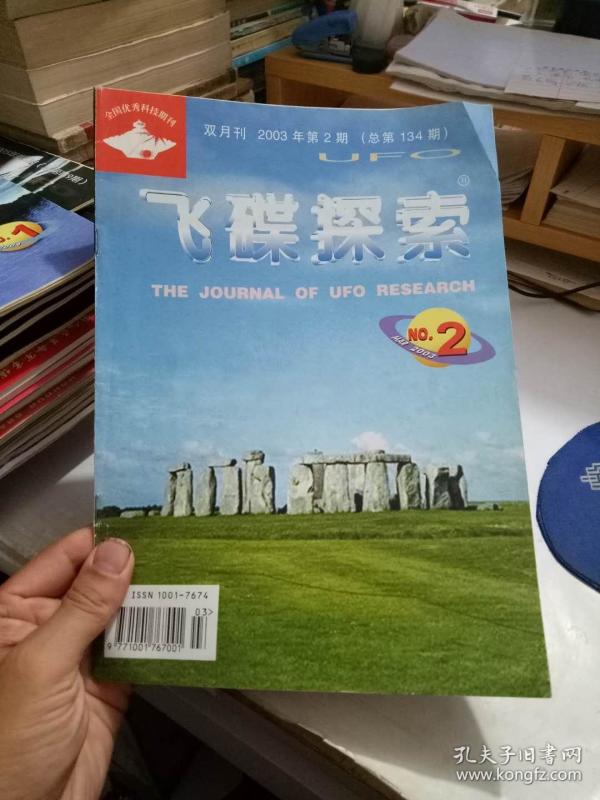 全国优秀科技期刊
双月刊 2003年第2期 (总第134期)
UFO
飞碟探索®
THE JOURNAL OF UFO RESEARCH
NO.2
MAR 2003
ISSN 1001-7674
03>
9 771001 767001
孔夫子旧书网
www.kongfz.com